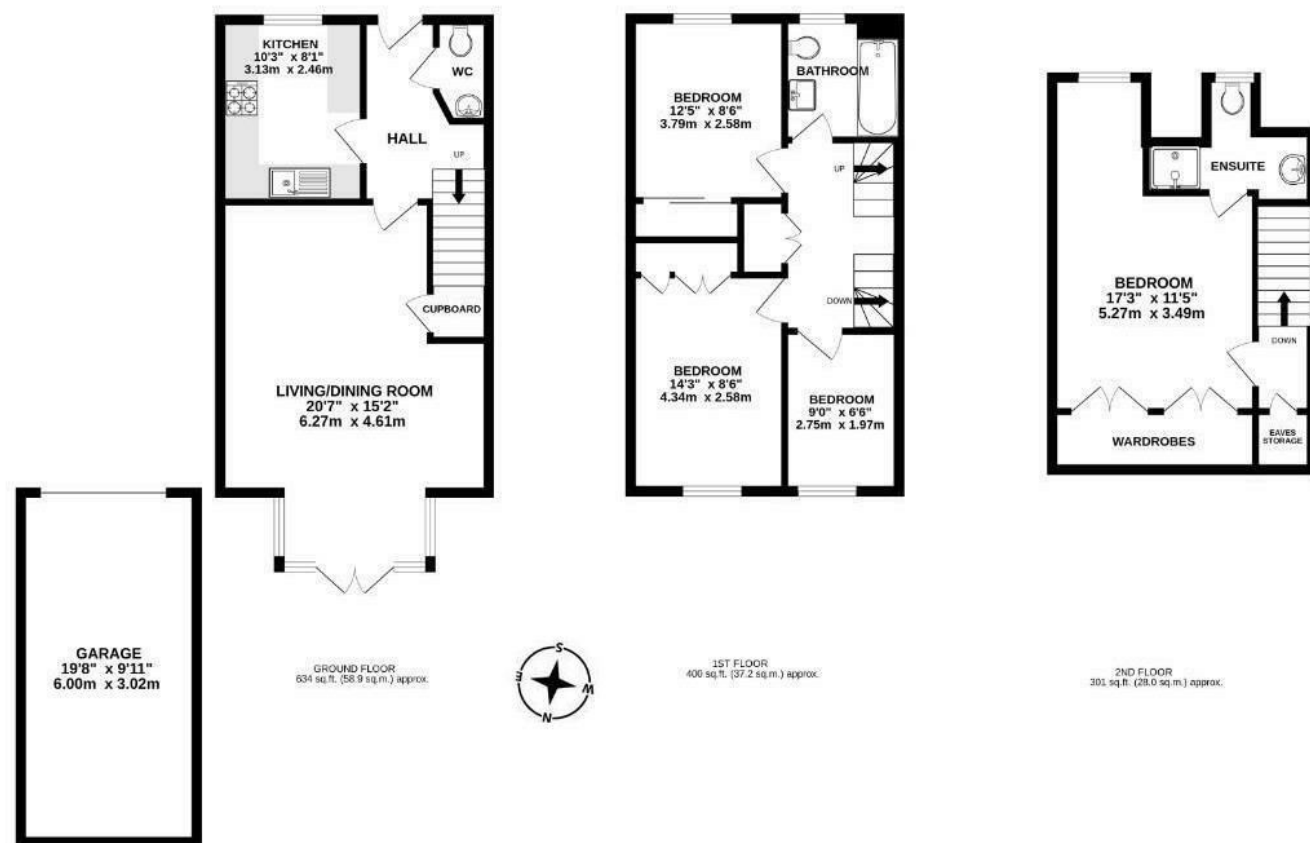 KITCHEN
10'3" x 8'1"
3.13m x 2.46m
WC
HALL
UP
CUPBOARD
LIVING/DINING ROOM
20'7" x 15'2"
6.27m x 4.61m
GARAGE
19'8" x 9'11"
6.00m x 3.02m
GROUND FLOOR
634 sq.ft. (58.9 sq.m.) approx.
S
E
W
N
BATHROOM
BEDROOM
12'5" x 8'6"
3.79m x 2.58m
UP
DOWN
BEDROOM
14'3" x 8'6"
4.34m x 2.58m
BEDROOM
9'0" x 6'6"
2.75m x 1.97m
1ST FLOOR
400 sq.ft. (37.2 sq.m.) approx.
ENSUITE
BEDROOM
17'3" x 11'5"
5.27m x 3.49m
DOWN
WARDROBES
EAVES
STORAGE
2ND FLOOR
301 sq.ft. (28.0 sq.m.) approx.